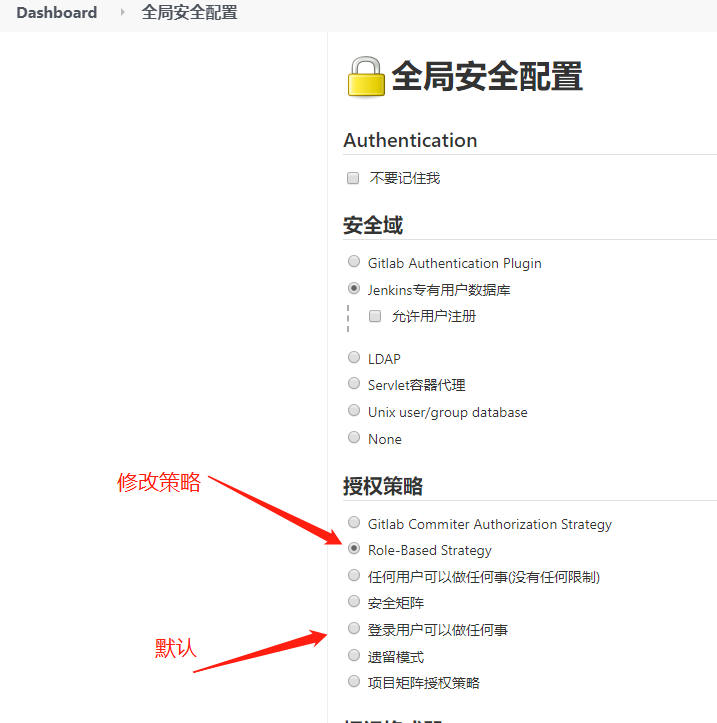 Dashboard 全局安全配置
全局安全配置
Authentication
不要记住我
安全域
Gitlab Authentication Plugin
Jenkins专有用户数据库
允许用户注册
LDAP
Servlet容器代理
Unix user/group database
None
修改策略
授权策略
Gitlab Commiter Authorization Strategy
Role-Based Strategy
任何用户可以做任何事(没有任何限制)
安全矩阵
登录用户可以做任何事
默认
遗留模式
项目矩阵授权策略